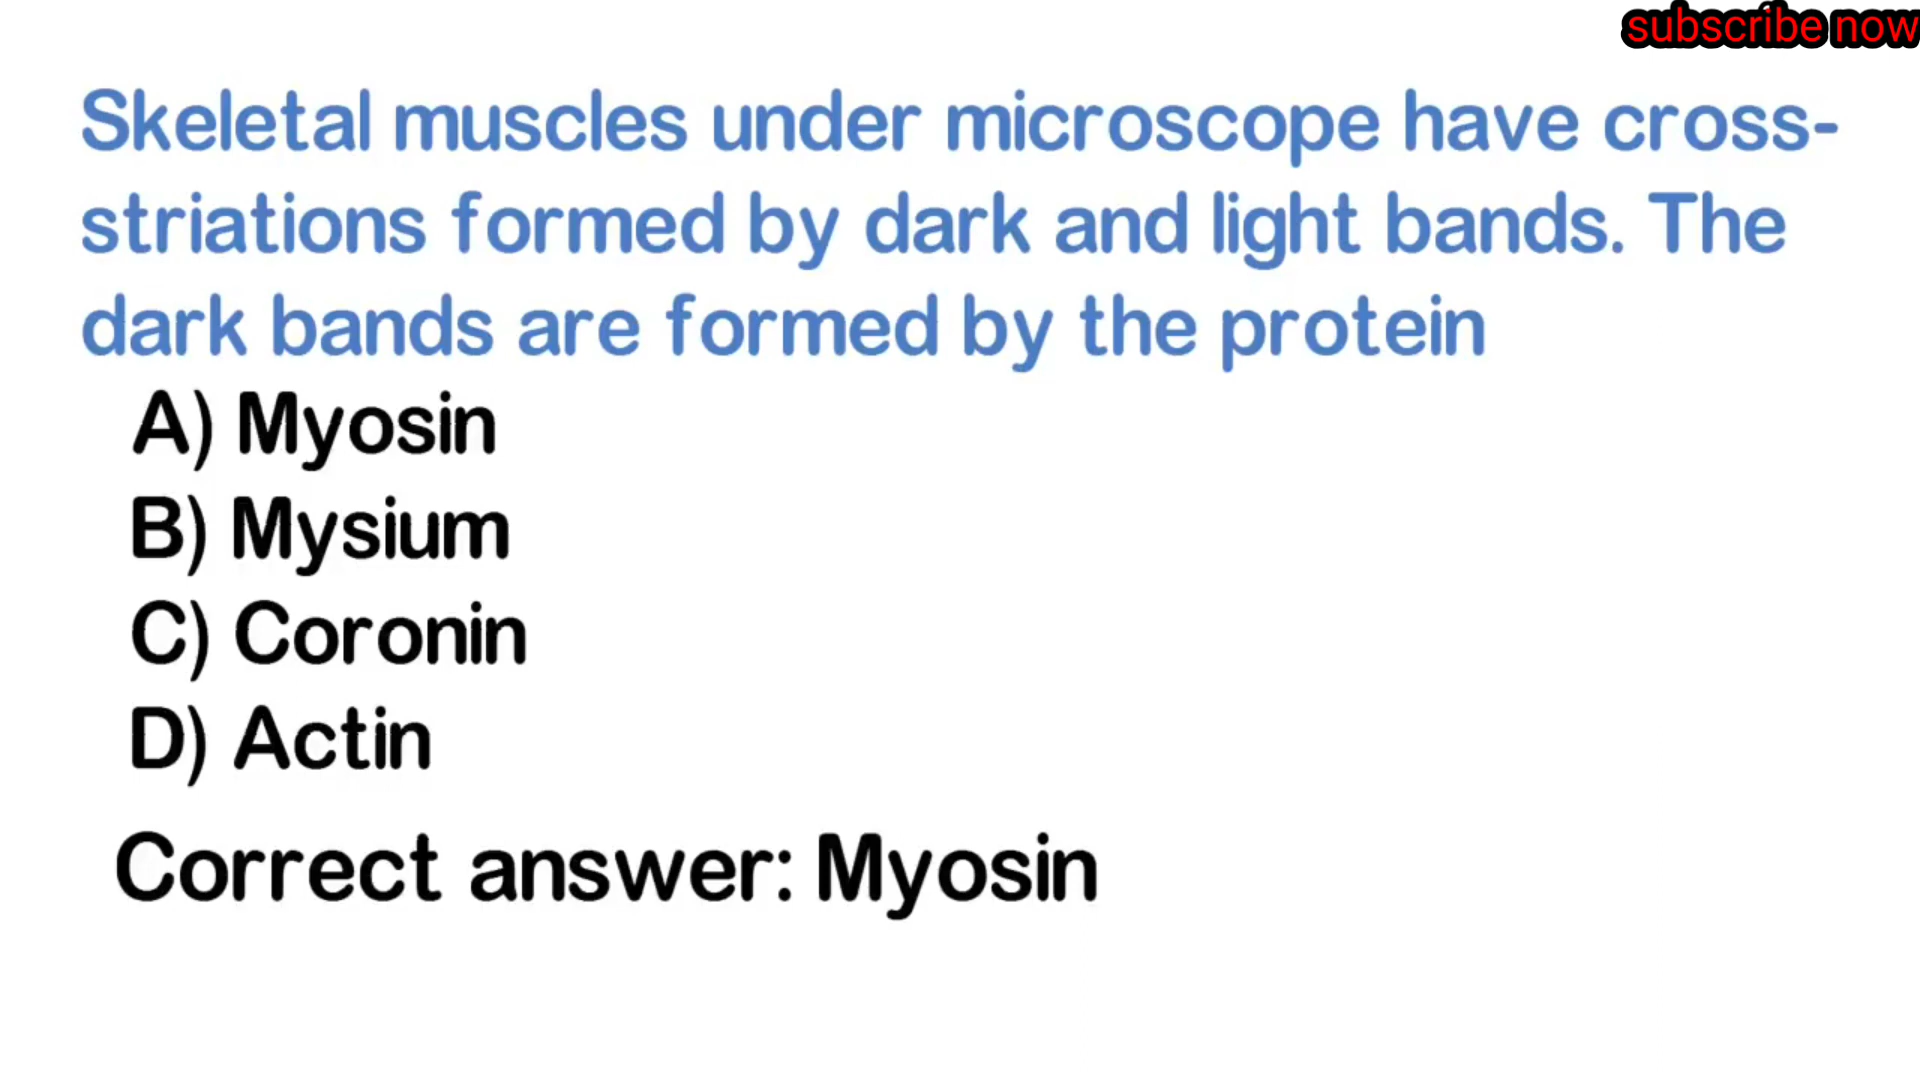 subscribe now
Skeletal muscles under microscope have cross-
striations formed by dark and light bands. The
dark bands are formed by the protein
A) Myosin
B) Mysium
C) Coronin
D) Actin
Correct answer: Myosin